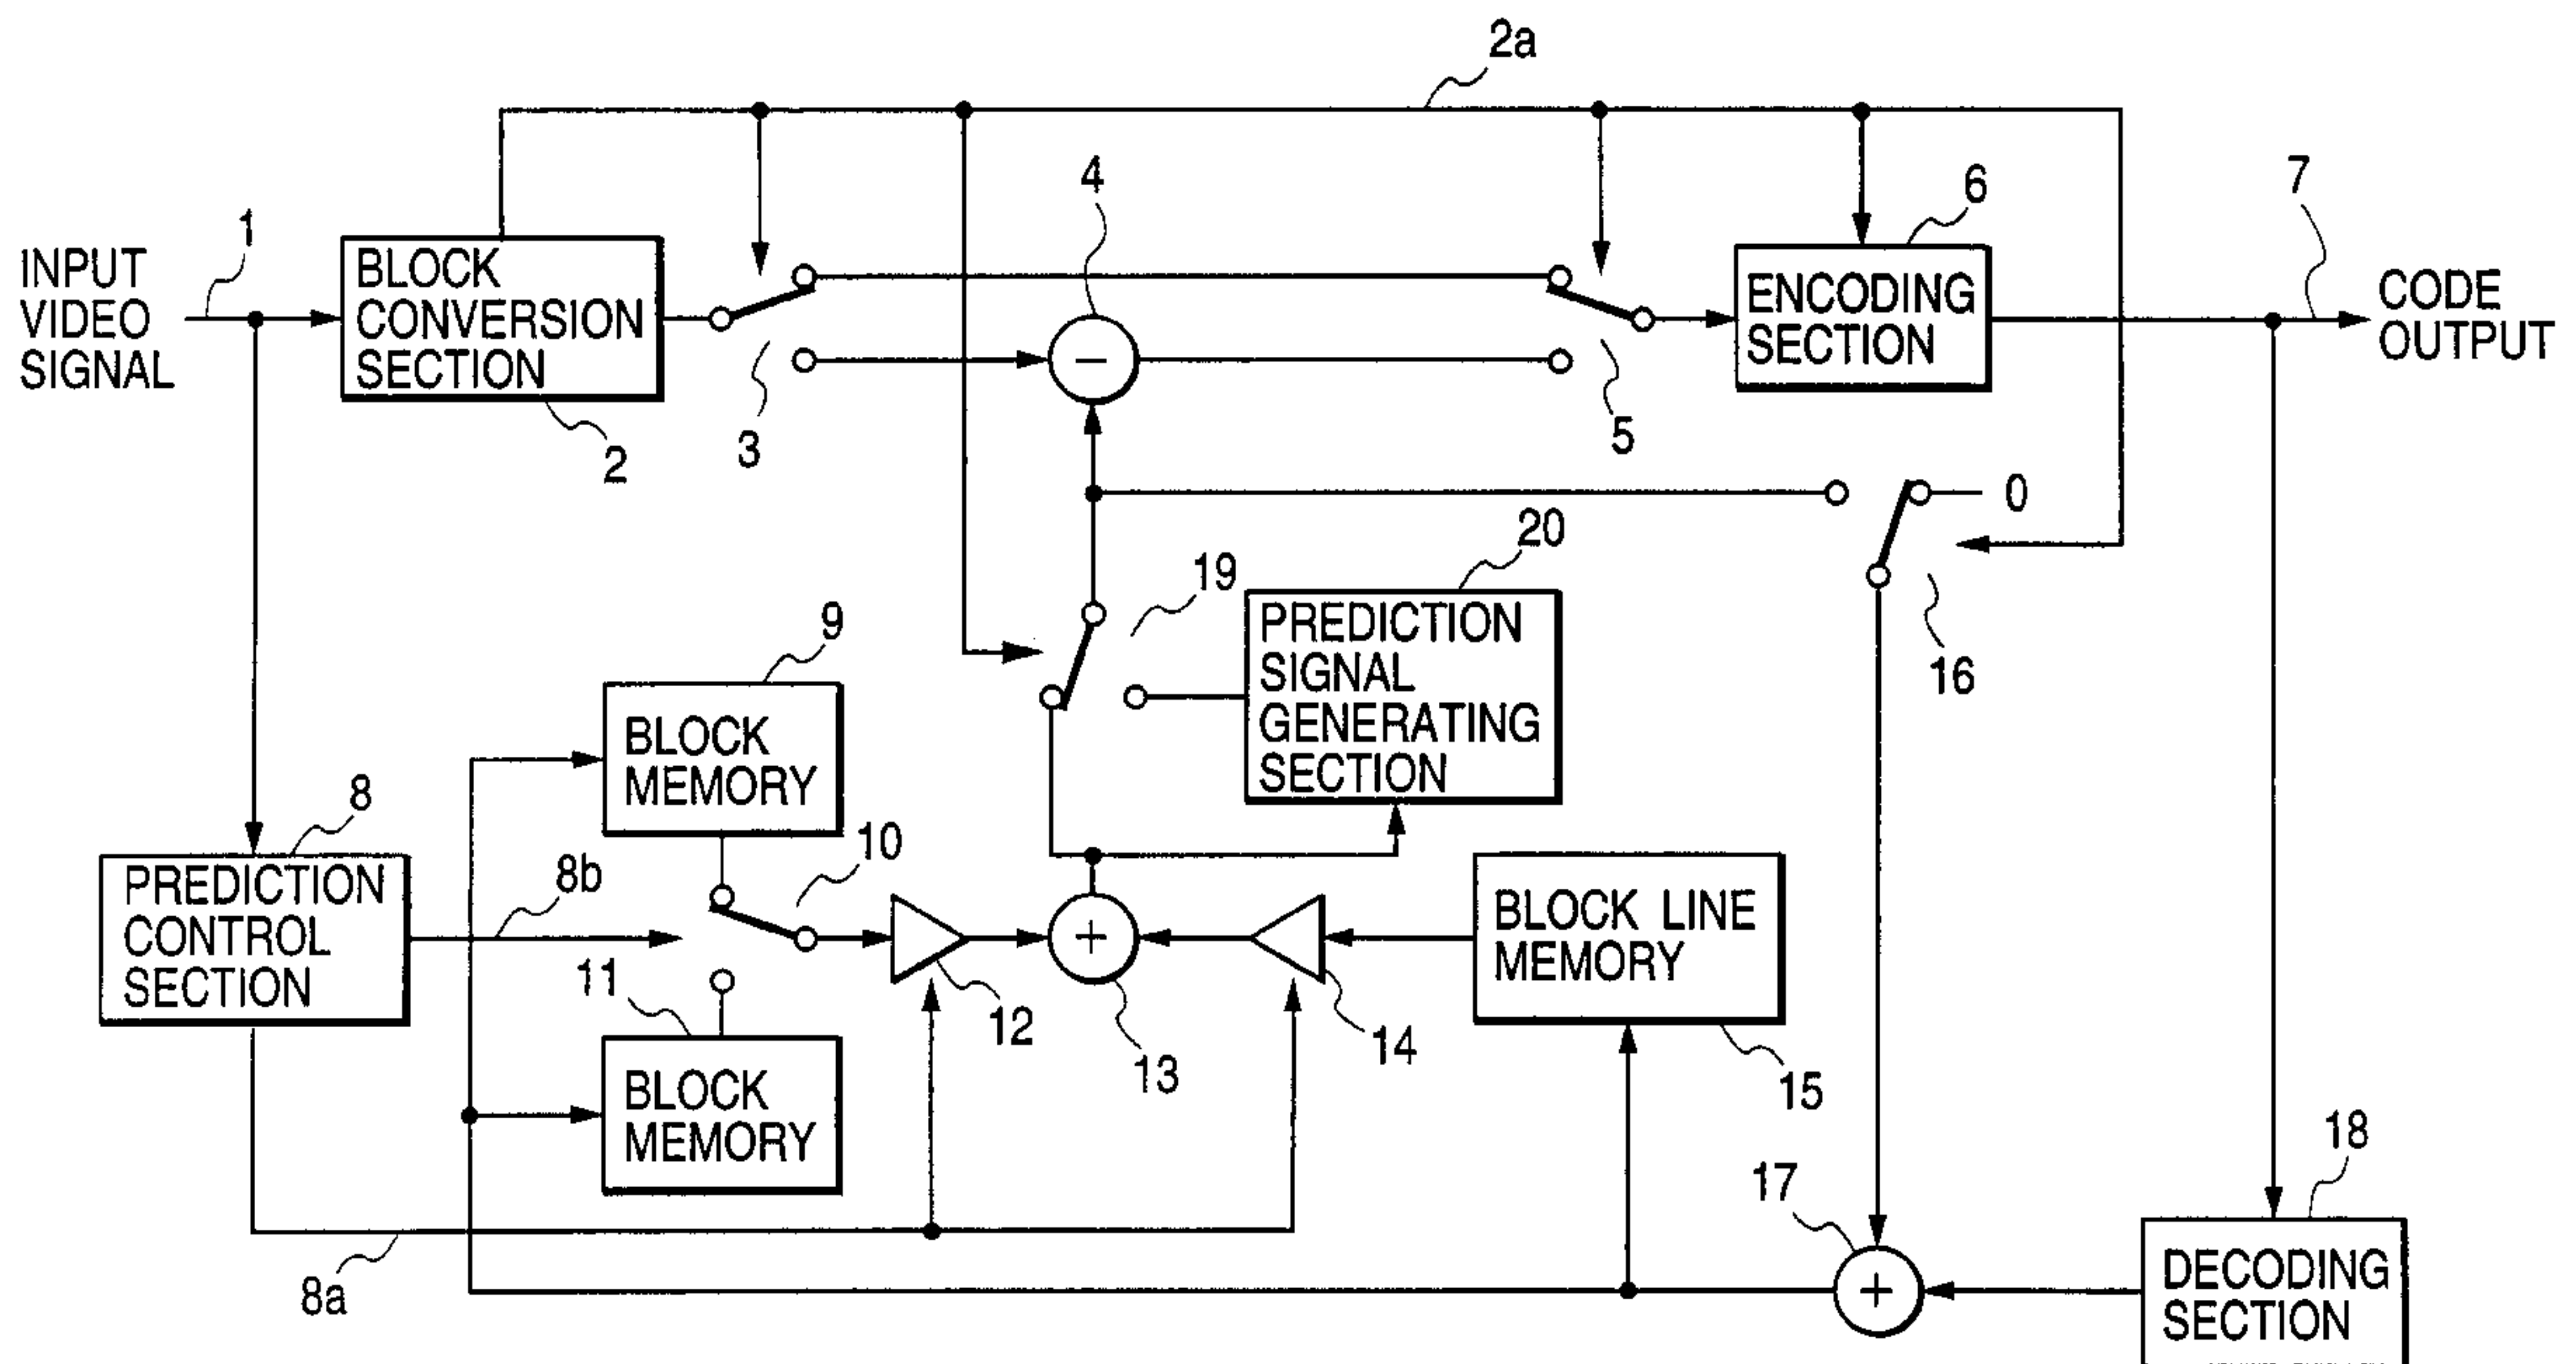 2a
4
6
7
1
INPUT
VIDEO
SIGNAL
BLOCK
CONVERSION
SECTION
−
ENCODING
SECTION
CODE
OUTPUT
3
2
5
0
20
19
PREDICTION
SIGNAL
GENERATING
SECTION
16
9
BLOCK
MEMORY
8
10
PREDICTION
CONTROL
SECTION
8b
+
BLOCK LINE
MEMORY
11
12
13
14
15
BLOCK
MEMORY
8a
17
18
+
DECODING
SECTION